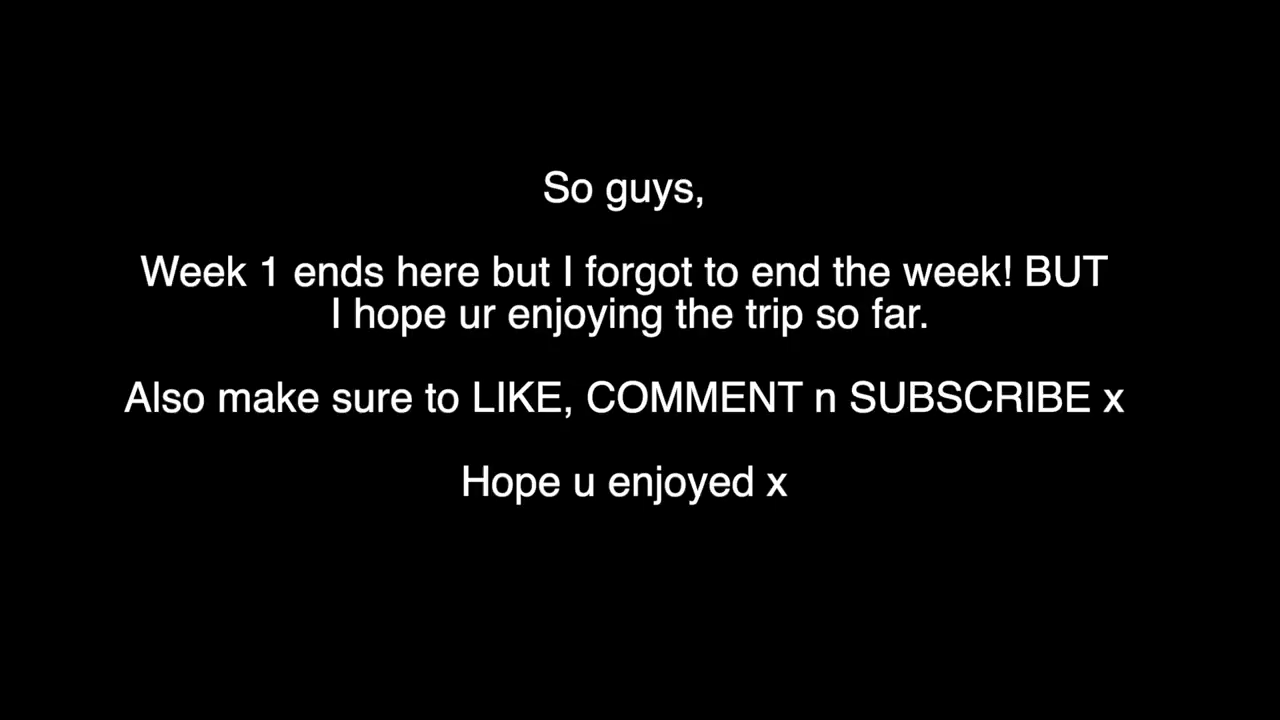 So guys,
Week 1 ends here but I forgot to end the week! BUT
I hope ur enjoying the trip so far.
Also make sure to LIKE, COMMENT n SUBSCRIBE x
Hope u enjoyed x